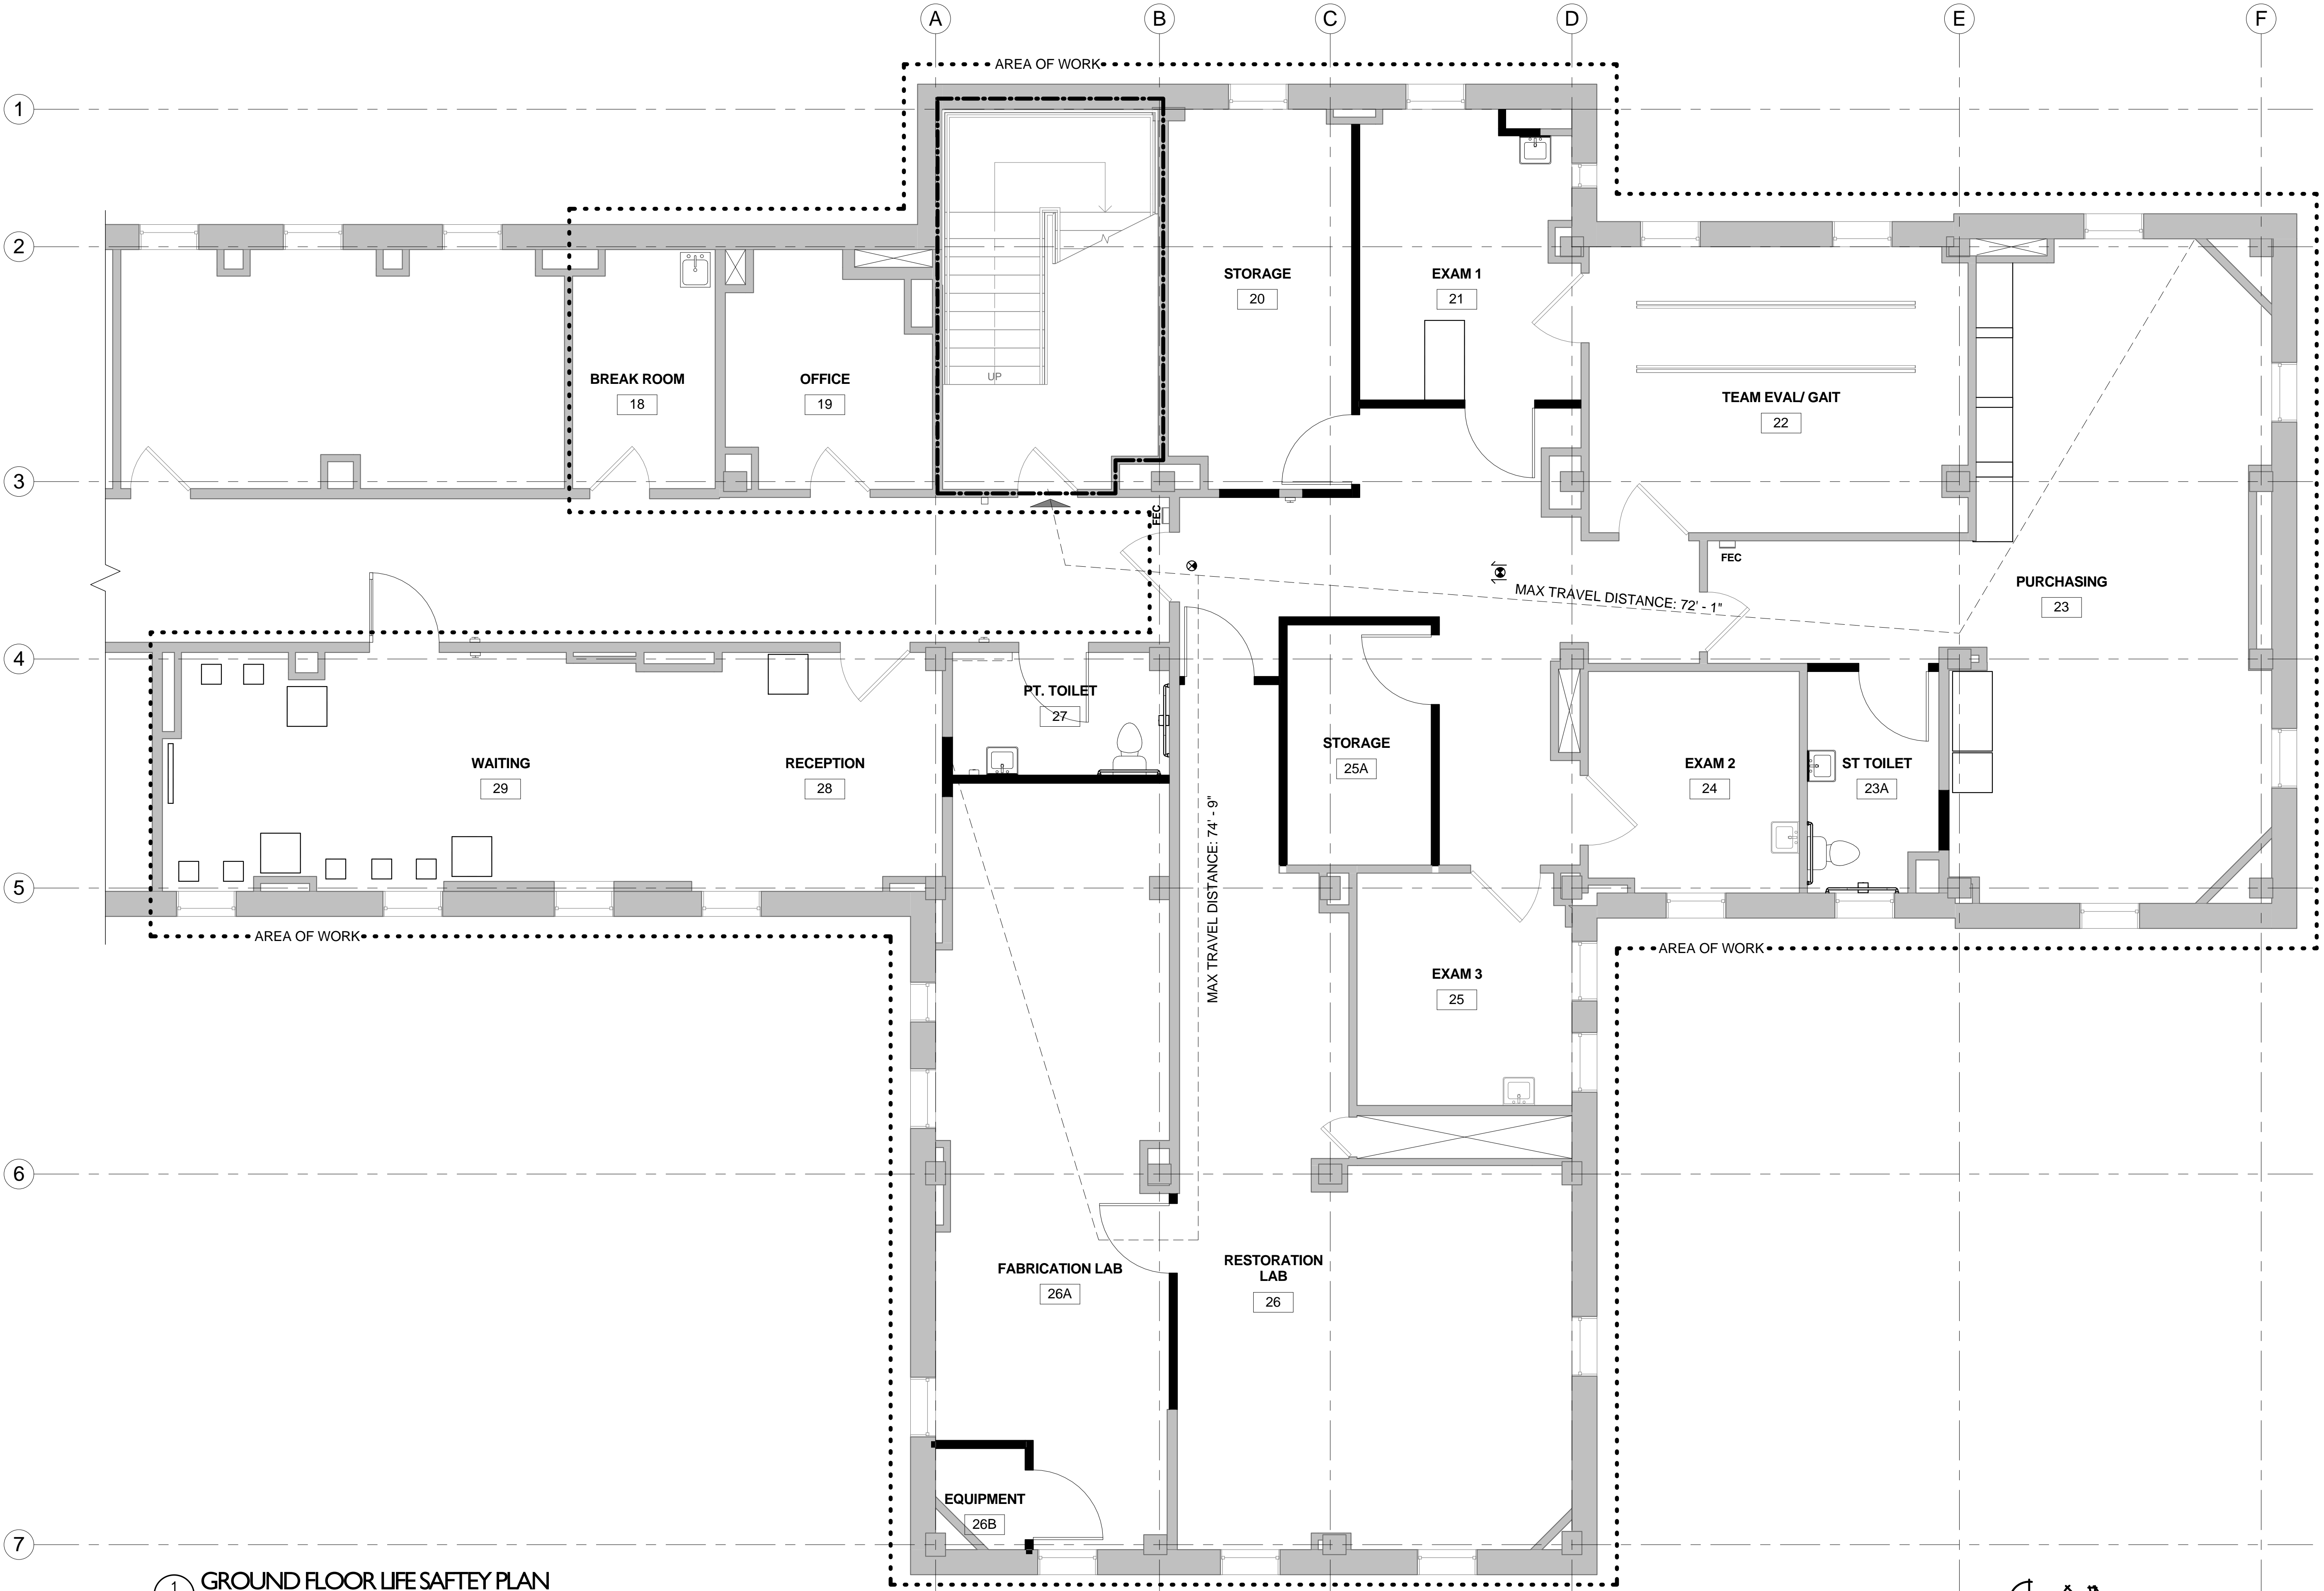 A B C D E F
AREA OF WORK
1
2
STORAGE
20
EXAM 1
21
BREAK ROOM
18
OFFICE
19
UP
TEAM EVAL/ GAIT
22
3
FEC
FEC
MAX TRAVEL DISTANCE: 72' - 1"
PURCHASING
23
4
PT. TOILET
27
WAITING
29
RECEPTION
28
STORAGE
25A
EXAM 2
24
ST TOILET
23A
MAX TRAVEL DISTANCE: 74' - 9"
5
AREA OF WORK
AREA OF WORK
EXAM 3
25
6
FABRICATION LAB
26A
RESTORATION
LAB
26
EQUIPMENT
26B
7
1
GROUND FLOOR LIFE SAFTEY PLAN